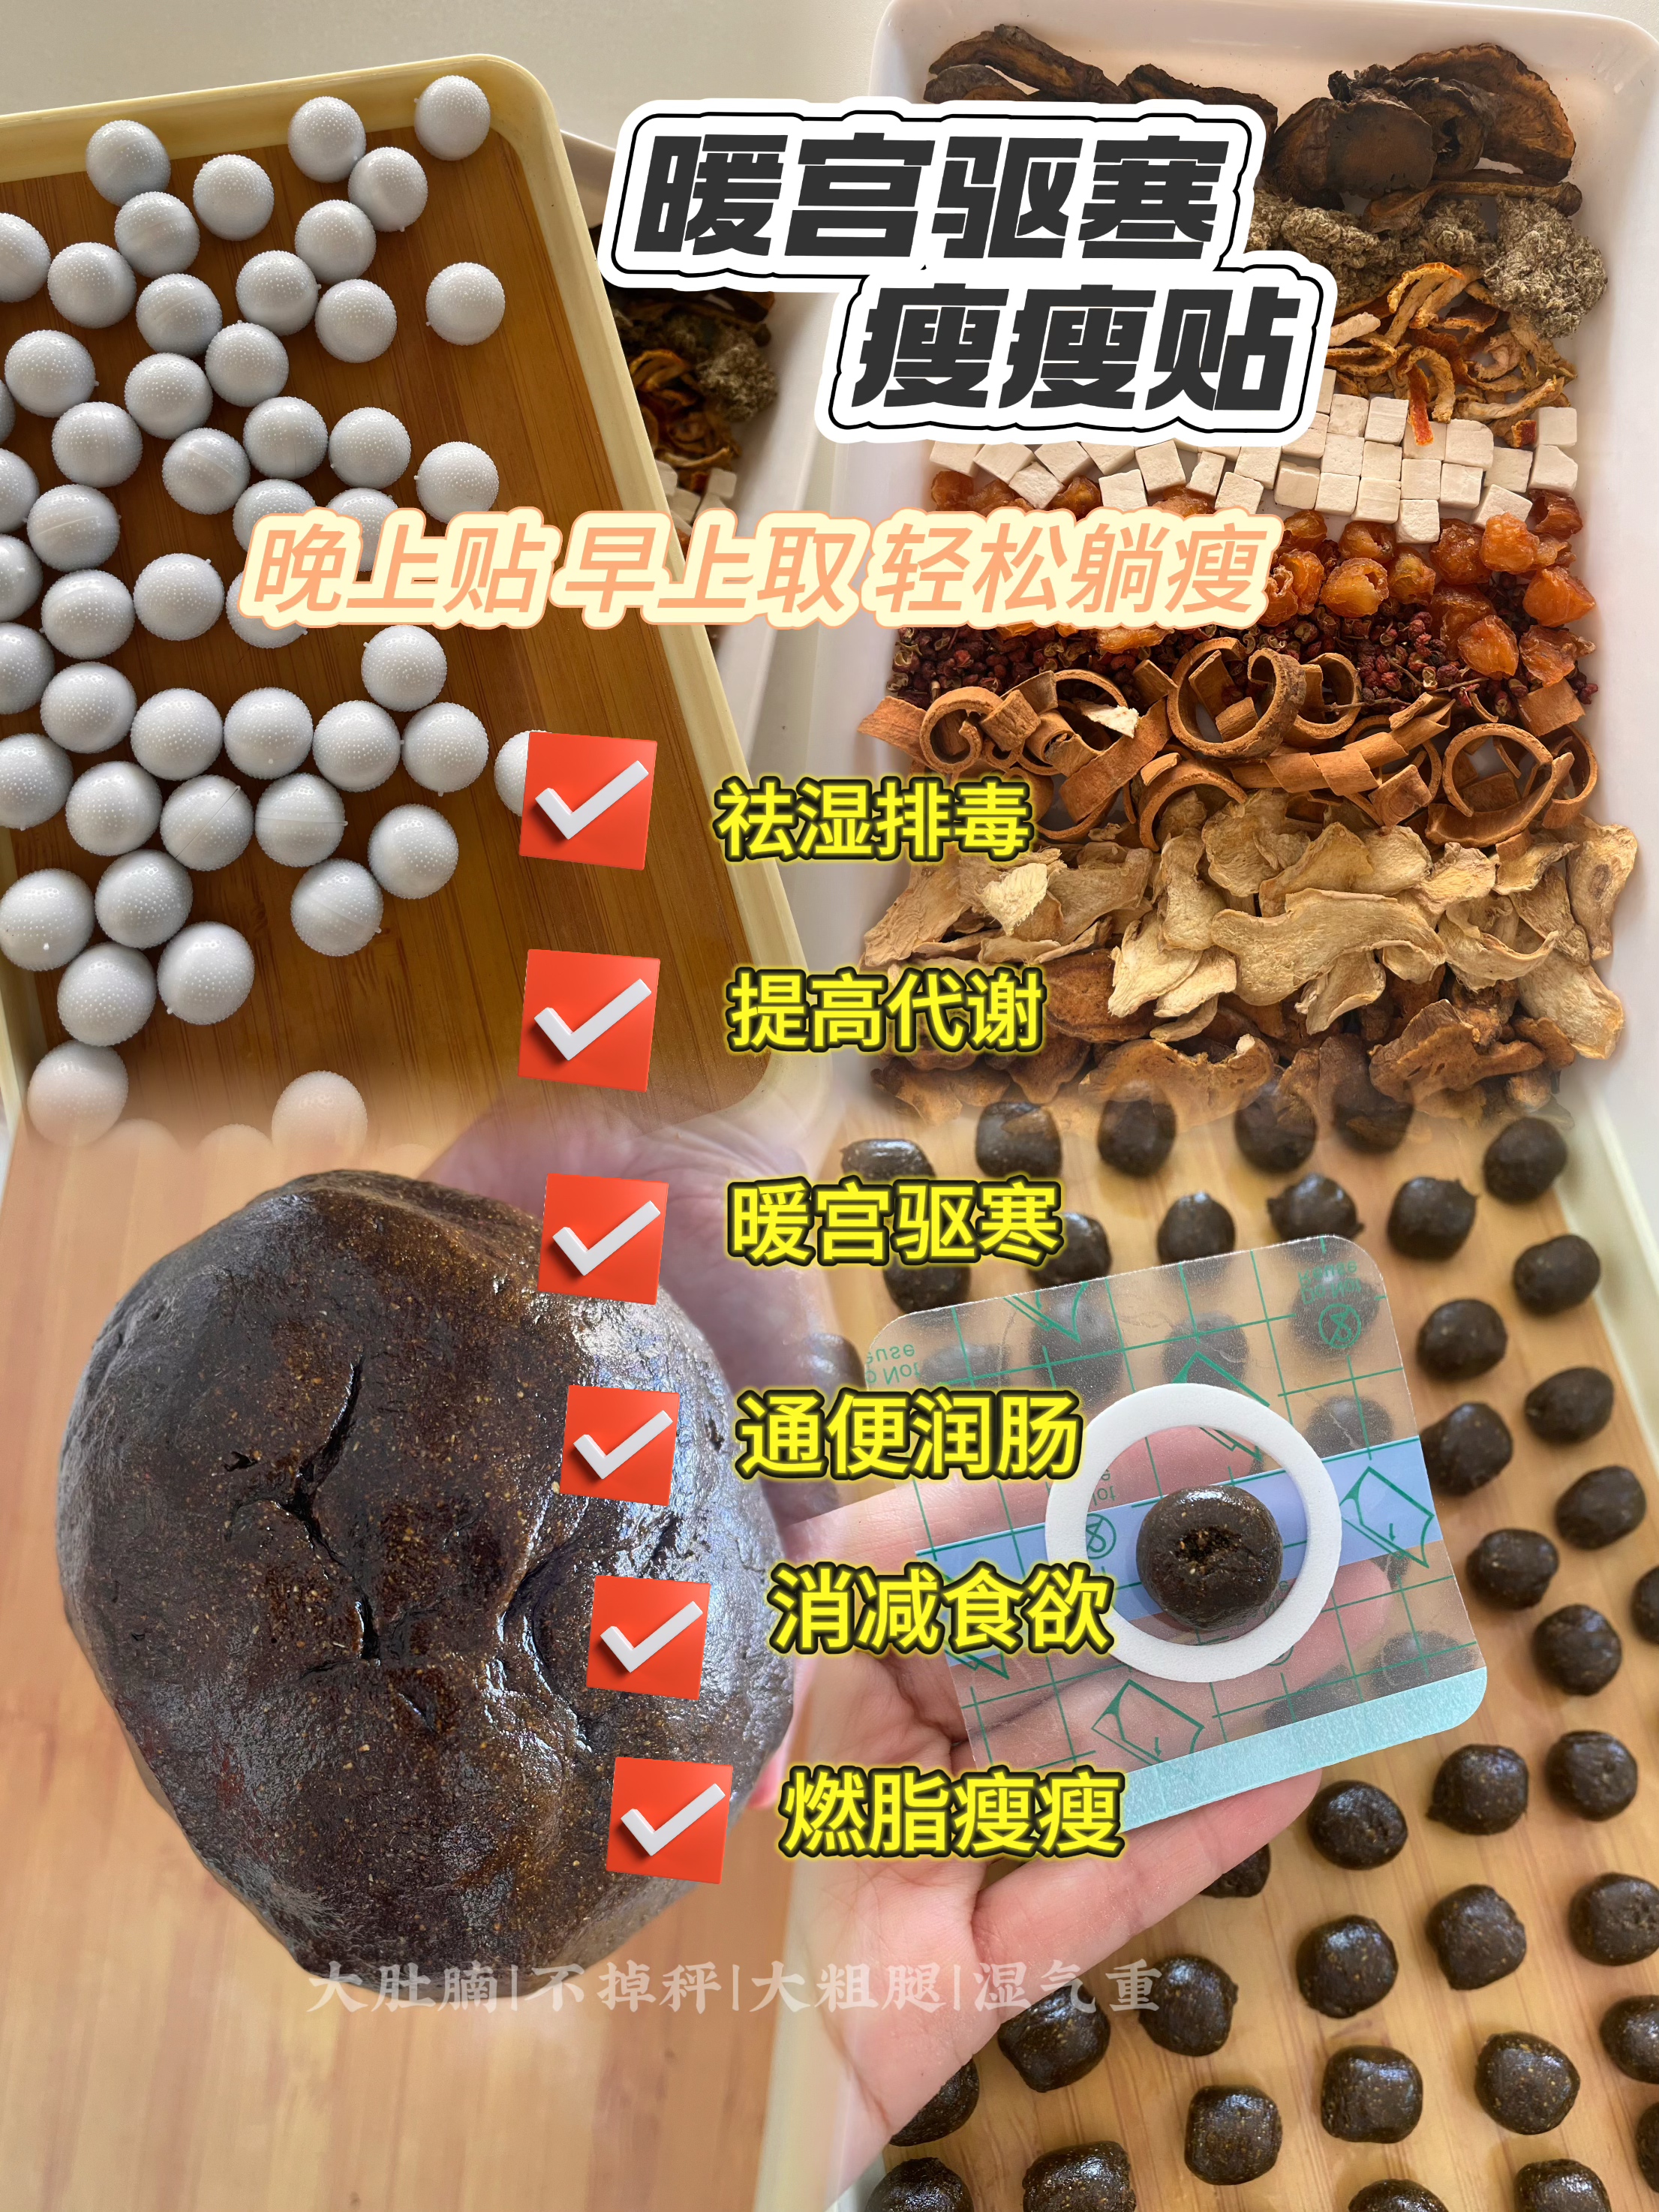 暖宫驱寒
瘦瘦贴
晚上贴 早上取 轻松躺瘦
祛湿排毒
提高代谢
暖宫驱寒
通便润肠
消减食欲
燃脂瘦瘦
大肚腩|不掉秤|大粗腿|湿气重